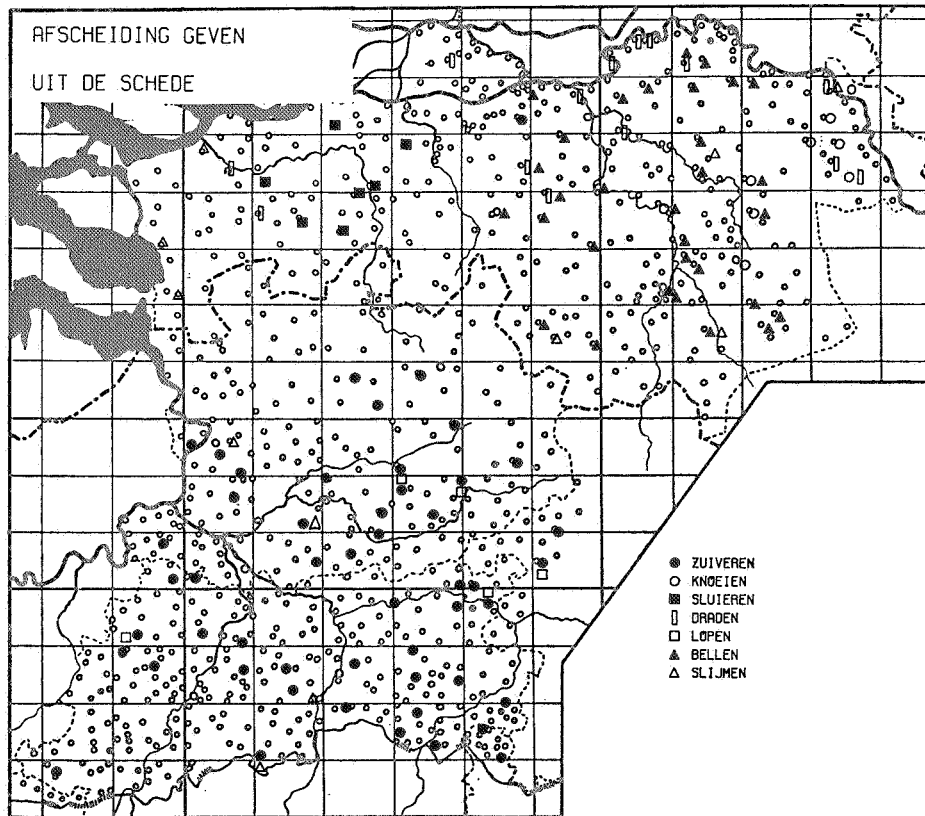 AFSCHEIDING GEVEN
UIT DE SCHEDE
ZUIVEREN
KNOEIEN
SLUIEREN
DRADEN
LOPEN
BELLEN
SLIJMEN